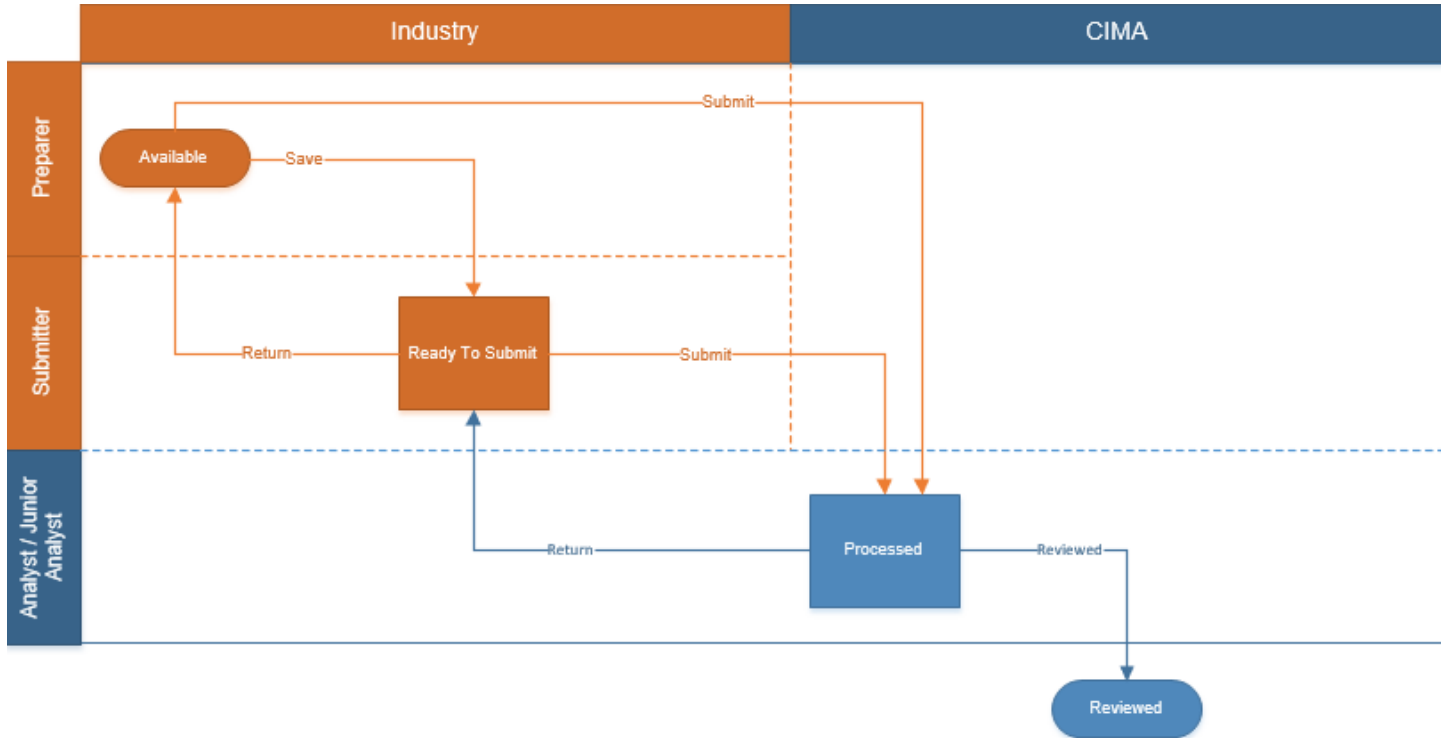 Industry
CIMA
Preparer
Submit
Available
Save
Submitter
Return
Ready To Submit
Submit
Analyst / Junior
Analyst
Return
Processed
Reviewed
Reviewed